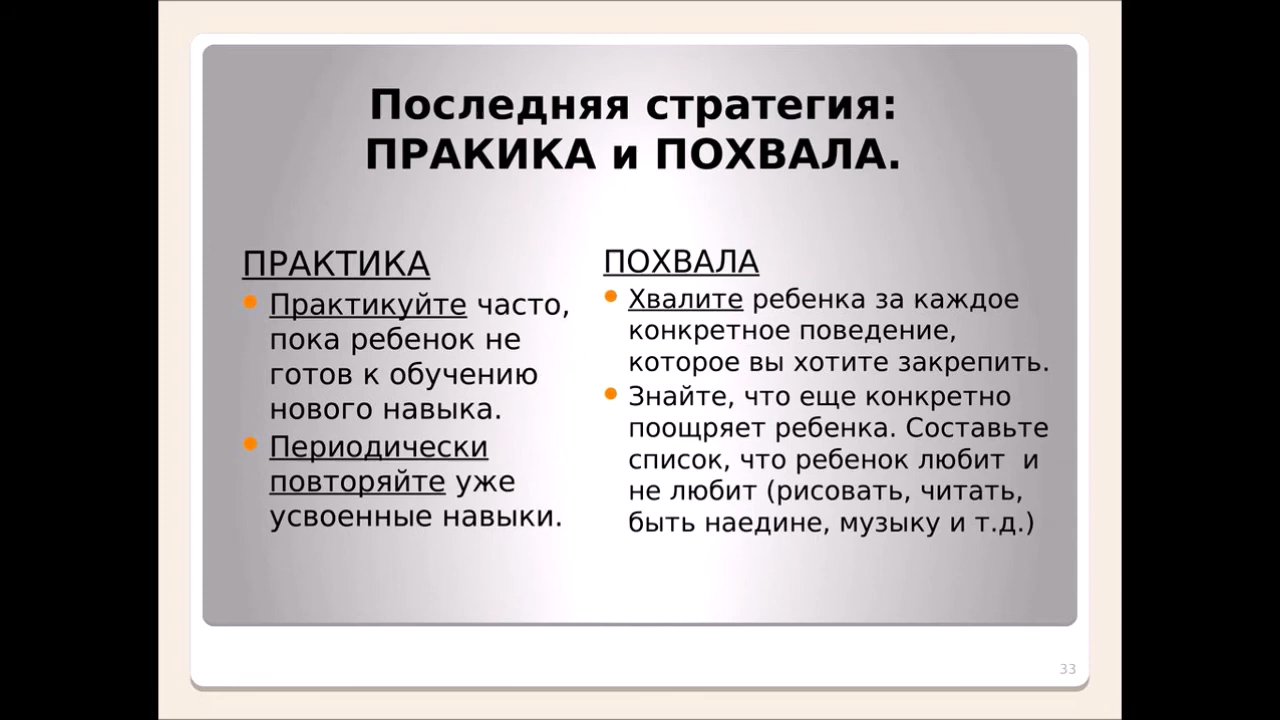 Последняя стратегия:
ПРАКИКА и ПОХВАЛА.
ПРАКТИКА
Практикуйте часто,
пока ребенок не
готов к обучению
нового навыка.
Периодически
повторяйте уже
усвоенные навыки.
ПОХВАЛА
Хвалите ребенка за каждое
конкретное поведение,
которое вы хотите закрепить.
Знайте, что еще конкретно
поощряет ребенка. Составьте
список, что ребенок любит  и
не любит (рисовать, читать,
быть наедине, музыку и т.д.)
33